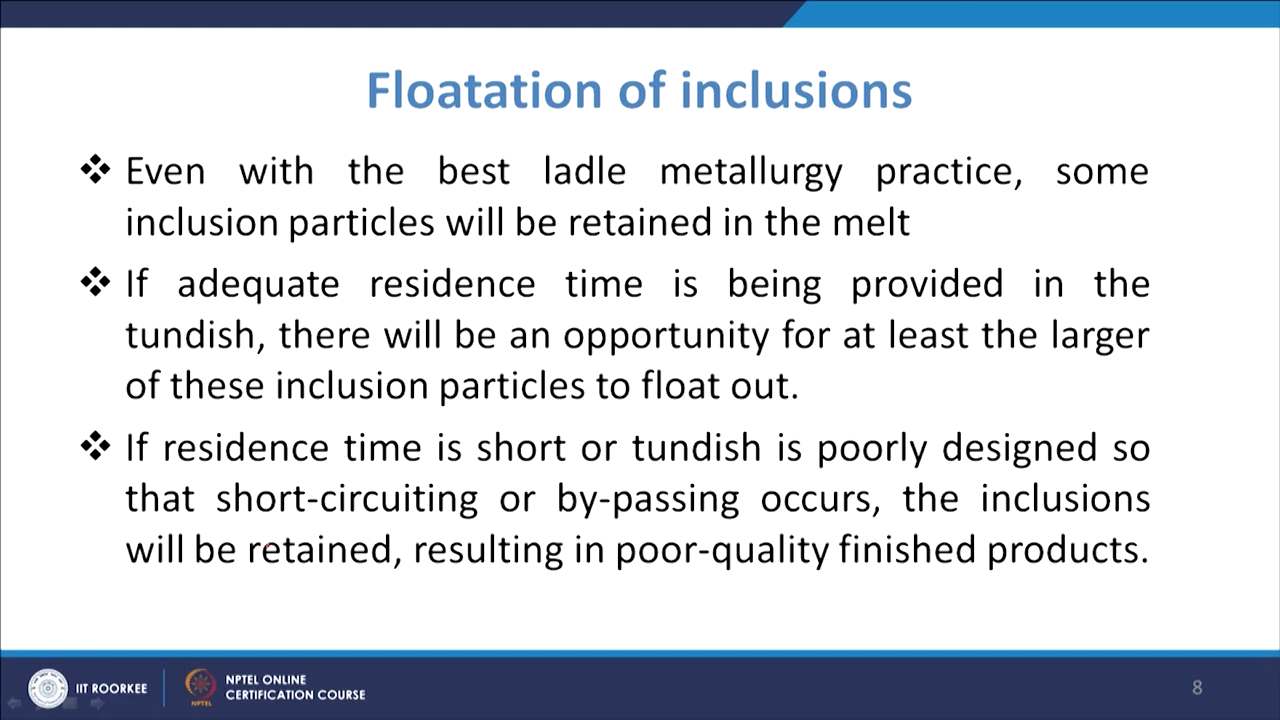 Floatation of inclusions
❖ Even with the best ladle metallurgy practice, some
inclusion particles will be retained in the melt
❖ If adequate residence time is being provided in the
tundish, there will be an opportunity for at least the larger
of these inclusion particles to float out.
❖ If residence time is short or tundish is poorly designed so
that short-circuiting or by-passing occurs, the inclusions
will be retained, resulting in poor-quality finished products.
IIT ROORKEE
NPTEL
NPTEL ONLINE
CERTIFICATION COURSE
8